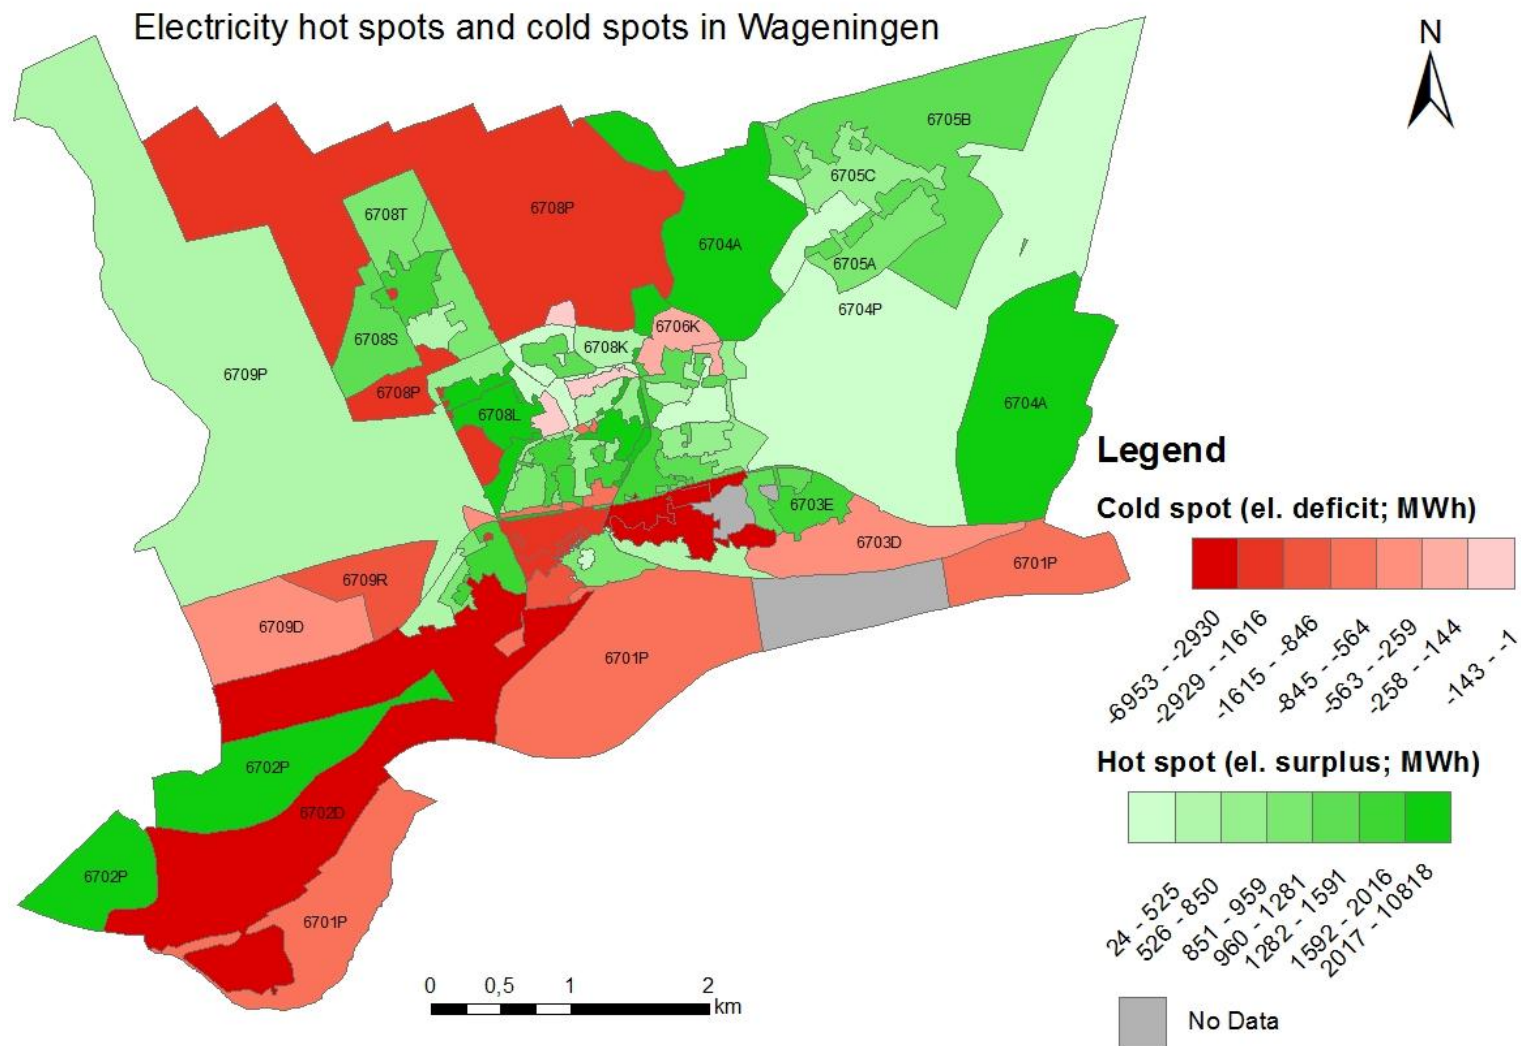 Electricity hot spots and cold spots in Wageningen
N
6705B
6705C
6708T
6708P
6704A
6705A
6704P
6706K
6708S
6708K
6709P
6708P
6704A
6708L
6703E
6703D
6701P
6709R
6709D
6701P
6702P
6702D
6702P
6701P
Legend
Cold spot (el. deficit; MWh)
-6953 - -2930
-2929 - -1616
-1615 - -846
-845 - -564
-563 - -259
-258 - -144
-143 - -1
Hot spot (el. surplus; MWh)
24 - 525
526 - 850
851 - 959
960 - 1281
1282 - 1591
1592 - 2016
2017 - 10818
No Data
0 0,5 1 2
km